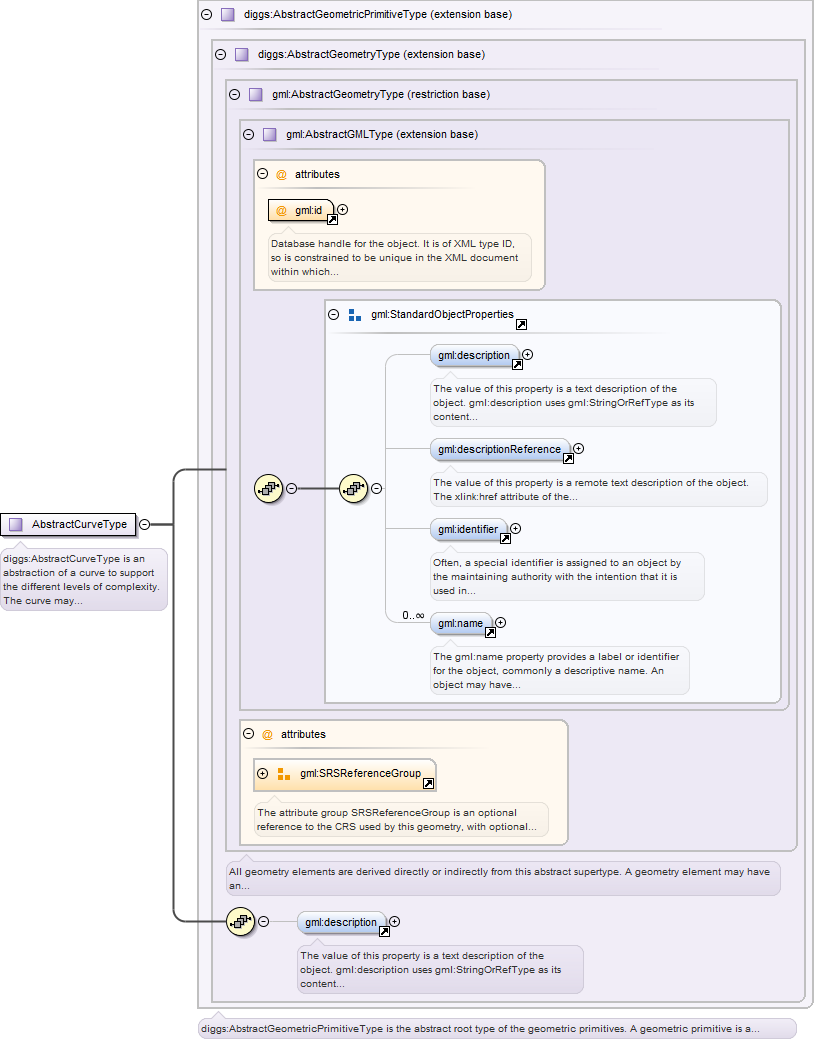 diggs:AbstractGeometricPrimitiveType (extension base)
diggs:AbstractGeometryType (extension base)
gml:AbstractGeometryType (restriction base)
gml:AbstractGMLType (extension base)
@ attributes
@ gml:id
Database handle for the object. It is of XML type ID,
so is constrained to be unique in the XML document
within which...
gml:StandardObjectProperties
gml:description
The value of this property is a text description of the
object. gml:description uses gml:StringOrRefType as its
content...
gml:descriptionReference
The value of this property is a remote text description of the object.
The xlink:href attribute of the...
gml:identifier
Often, a special identifier is assigned to an object by
the maintaining authority with the intention that it is
used in...
0..∞
gml:name
The gml:name property provides a label or identifier
for the object, commonly a descriptive name. An
object may have...
AbstractCurveType
diggs:AbstractCurveType is an
abstraction of a curve to support
the different levels of complexity.
The curve may...
@ attributes
gml:SRSReferenceGroup
The attribute group SRSReferenceGroup is an optional
reference to the CRS used by this geometry, with optional...
All geometry elements are derived directly or indirectly from this abstract supertype. A geometry element may have
an...
gml:description
The value of this property is a text description of the
object. gml:description uses gml:StringOrRefType as its
content...
diggs:AbstractGeometricPrimitiveType is the abstract root type of the geometric primitives. A geometric primitive is a...